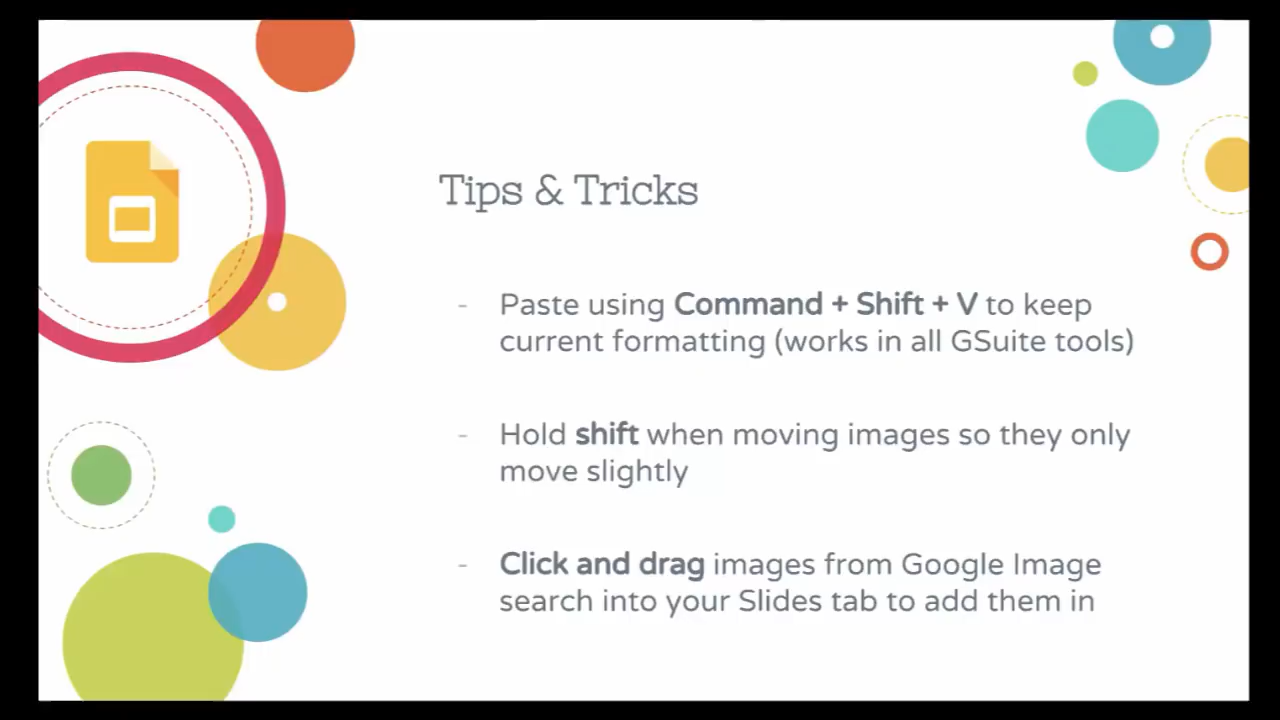 Tips & Tricks
- Paste using Command + Shift + V to keep
current formatting (works in all GSuite tools)
- Hold shift when moving images so they only
move slightly
- Click and drag images from Google Image
search into your Slides tab to add them in